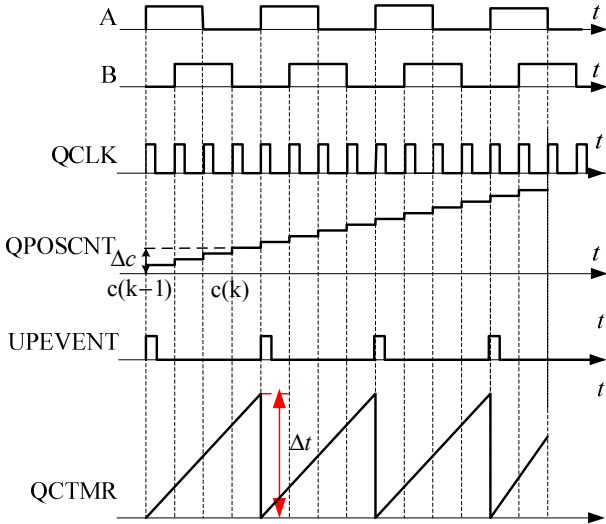 A
t
B
t
QCLK
t
QPOSCNT
Δc
t
c(k−1)
c(k)
UPEVENT
t
t
Δt
QCTMR